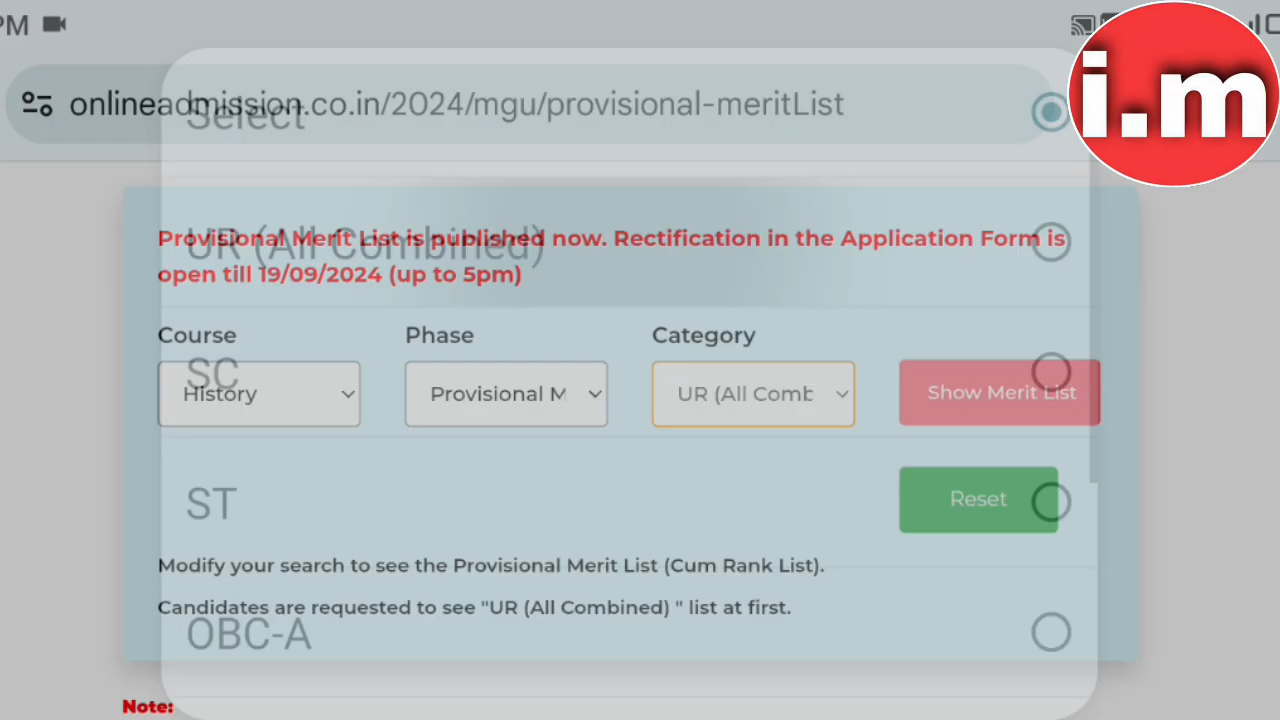 PM
i.m
onlineadmission.co.in/2024/mgu/provisional-meritList
Select
Provisional Merit List is published now. Rectification in the Application Form is
open till 19/09/2024 (up to 5pm)
UR (All Combined)
Course Phase Category
SC
History Provisional M UR (All Comb Show Merit List
ST
Reset
Modify your search to see the Provisional Merit List (Cum Rank List).
Candidates are requested to see "UR (All Combined) " list at first.
OBC-A
Note: